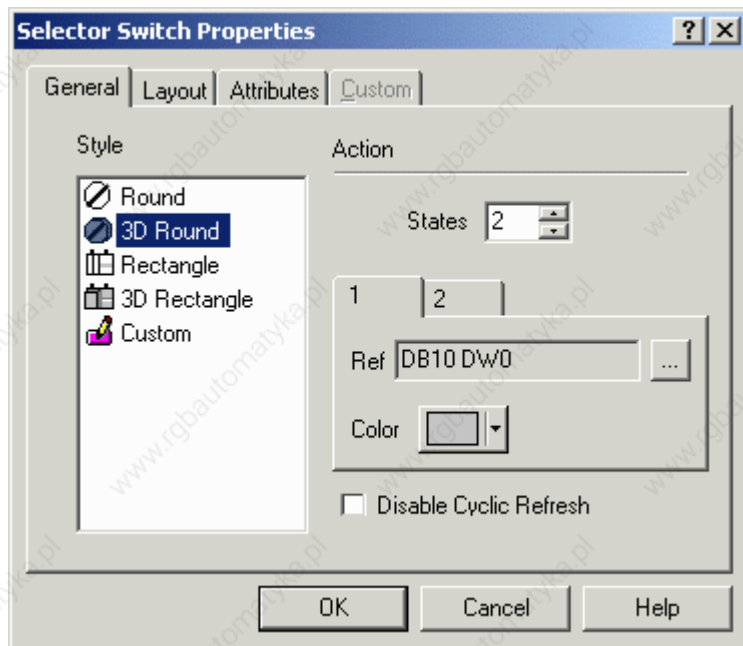 Selector Switch Properties
General Layout Attributes Custom
Style
Round
3D Round
Rectangle
3D Rectangle
Custom
Action
States 2
1 2
Ref DB10 DW0 ...
Color
Disable Cyclic Refresh
OK Cancel Help
www.rgbautomatyka.pl